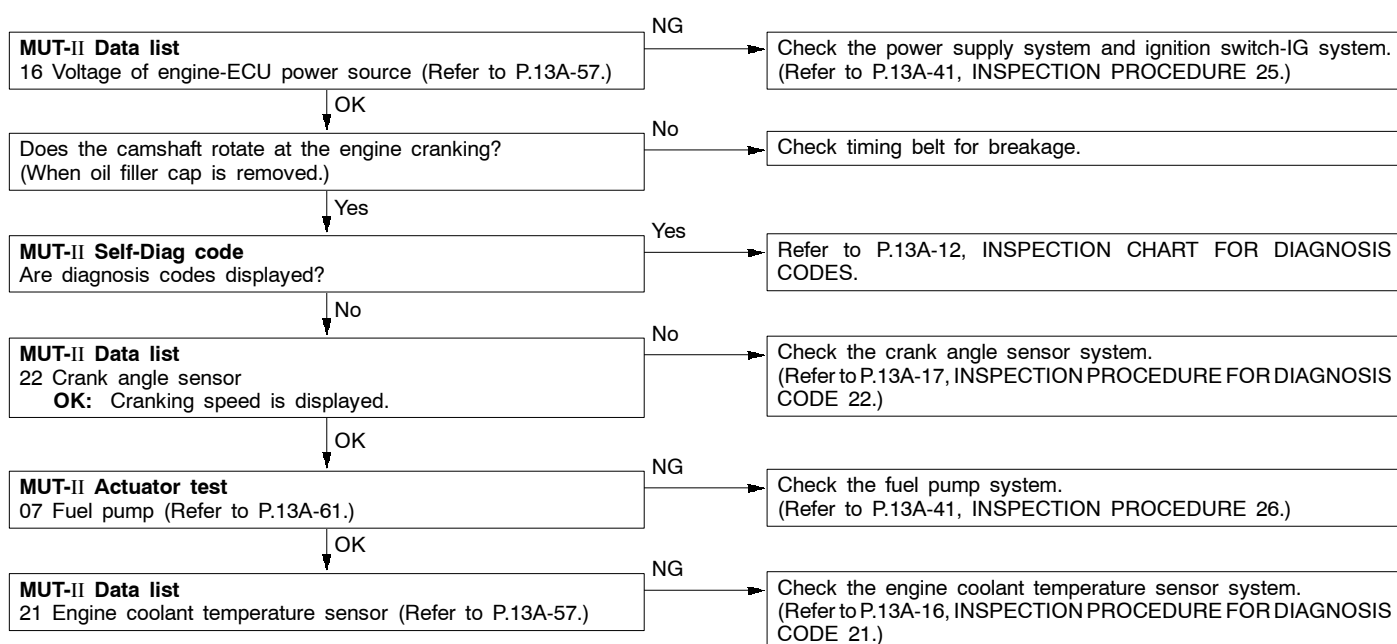 NG
MUT-II Data list
16 Voltage of engine-ECU power source (Refer to P.13A-57.)
Check the power supply system and ignition switch-IG system.
(Refer to P.13A-41, INSPECTION PROCEDURE 25.)
OK
Does the camshaft rotate at the engine cranking?
(When oil filler cap is removed.)
No
Check timing belt for breakage.
Yes
MUT-II Self-Diag code
Are diagnosis codes displayed?
Yes
Refer to P.13A-12, INSPECTION CHART FOR DIAGNOSIS
CODES.
No
MUT-II Data list
22 Crank angle sensor
OK: Cranking speed is displayed.
No
Check the crank angle sensor system.
(Refer to P.13A-17, INSPECTION PROCEDURE FOR DIAGNOSIS
CODE 22.)
OK
MUT-II Actuator test
07 Fuel pump (Refer to P.13A-61.)
NG
Check the fuel pump system.
(Refer to P.13A-41, INSPECTION PROCEDURE 26.)
OK
MUT-II Data list
21 Engine coolant temperature sensor (Refer to P.13A-57.)
NG
Check the engine coolant temperature sensor system.
(Refer to P.13A-16, INSPECTION PROCEDURE FOR DIAGNOSIS
CODE 21.)